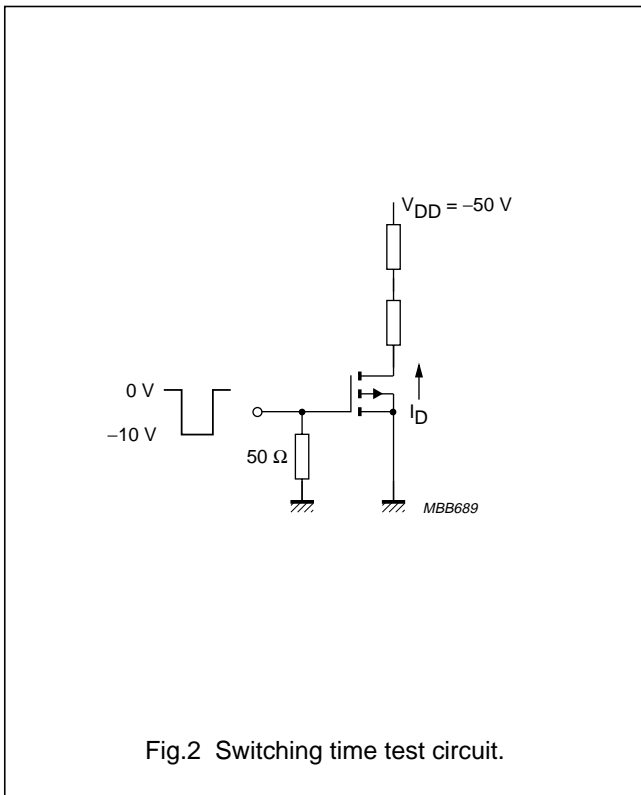 V_DD = −50 V
0 V
−10 V
I_D
50 Ω
MBB689
Fig.2 Switching time test circuit.